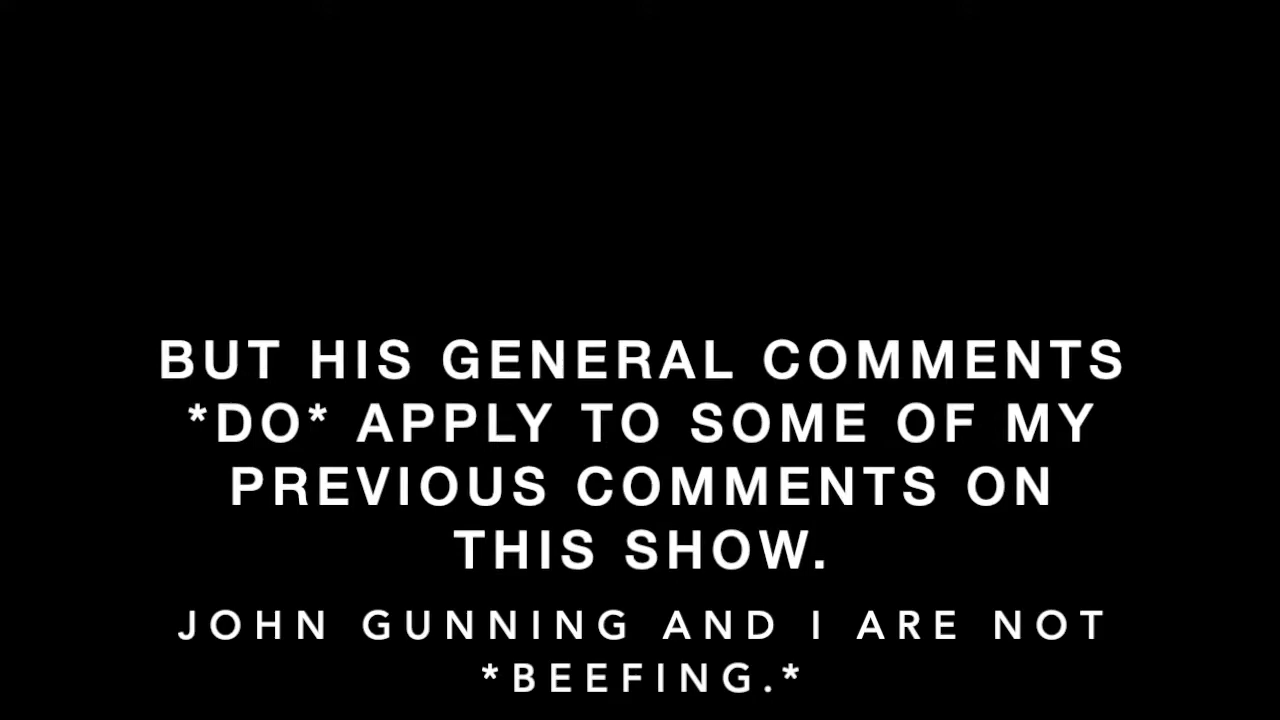 BUT HIS GENERAL COMMENTS
*DO* APPLY TO SOME OF MY
PREVIOUS COMMENTS ON
THIS SHOW.
JOHN GUNNING AND I ARE NOT
*BEEFING.*